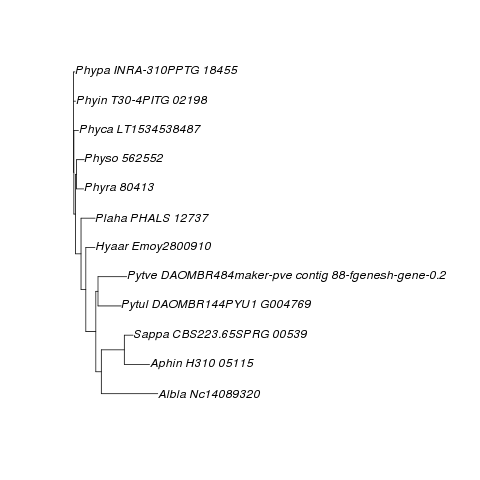 Phypa INRA-310PPTG 18455
Phyin T30-4PITG 02198
Phyca LT1534538487
Physo 562552
Phyra 80413
Plaha PHALS 12737
Hyaar Emoy2800910
Pytve DAOMBR484maker-pve contig 88-fgenesh-gene-0.2
Pytul DAOMBR144PYU1 G004769
Sappa CBS223.65SPRG 00539
Aphin H310 05115
Albla Nc14089320